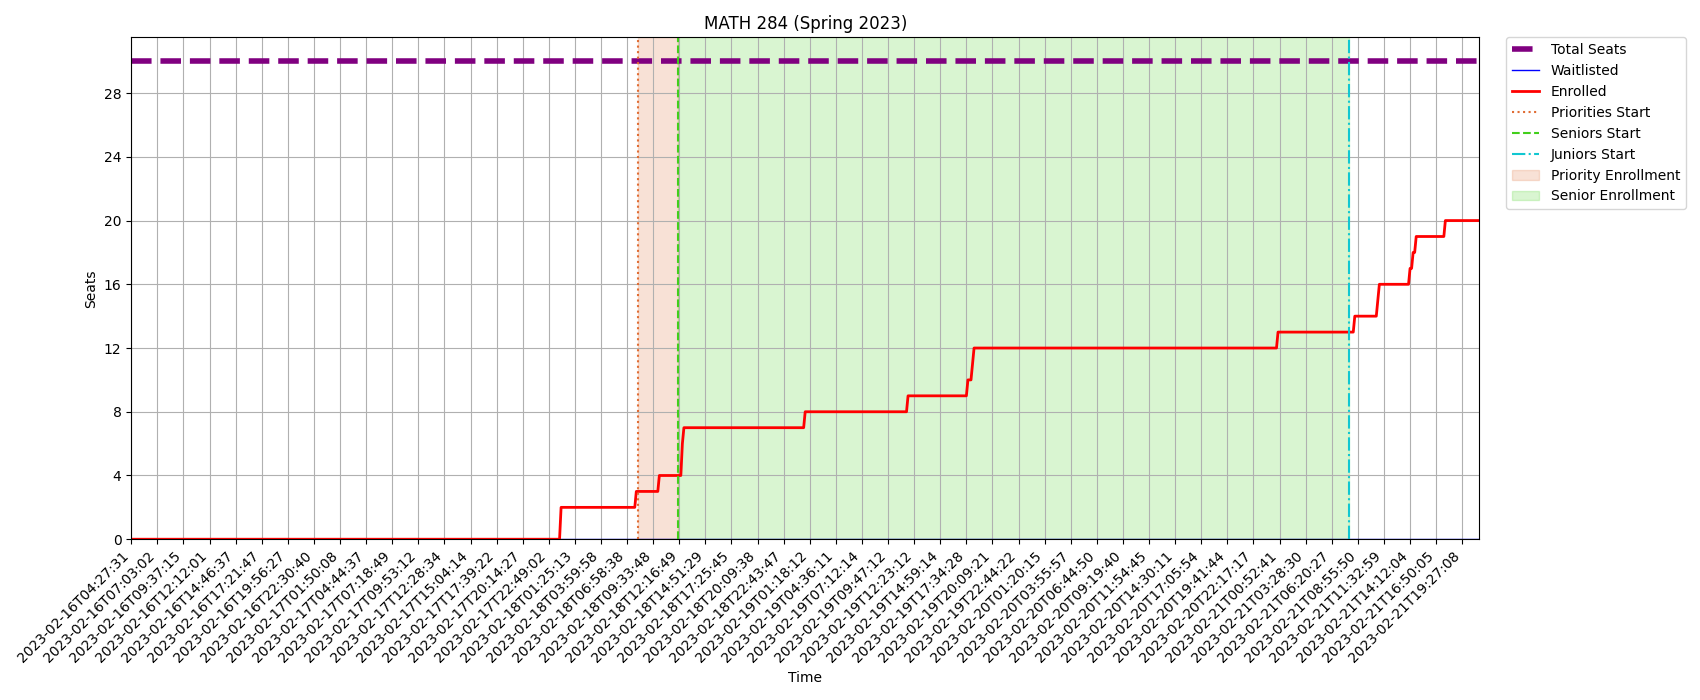 MATH 284 (Spring 2023)
Total Seats
Waitlisted
Enrolled
Priorities Start
Seniors Start
Juniors Start
Priority Enrollment
Senior Enrollment
Seats
28
24
20
16
12
8
4
0
2023-02-16T04:27:31
2023-02-16T07:03:02
2023-02-16T09:37:15
2023-02-16T12:12:01
2023-02-16T14:46:37
2023-02-16T17:21:47
2023-02-16T19:56:27
2023-02-16T22:30:40
2023-02-17T01:50:08
2023-02-17T04:44:37
2023-02-17T07:18:49
2023-02-17T09:53:12
2023-02-17T12:28:34
2023-02-17T15:04:14
2023-02-17T17:39:22
2023-02-17T20:14:27
2023-02-17T22:49:02
2023-02-18T01:25:13
2023-02-18T03:59:58
2023-02-18T06:58:38
2023-02-18T09:33:48
2023-02-18T12:16:49
2023-02-18T14:51:29
2023-02-18T17:25:45
2023-02-18T20:09:38
2023-02-18T22:43:47
2023-02-19T01:18:12
2023-02-19T04:36:11
2023-02-19T07:12:14
2023-02-19T09:47:12
2023-02-19T12:23:12
2023-02-19T14:59:14
2023-02-19T17:34:28
2023-02-19T20:09:21
2023-02-19T22:44:22
2023-02-20T01:20:15
2023-02-20T03:55:57
2023-02-20T06:44:50
2023-02-20T09:19:40
2023-02-20T11:54:45
2023-02-20T14:30:11
2023-02-20T17:05:54
2023-02-20T19:41:44
2023-02-20T22:17:17
2023-02-21T00:52:41
2023-02-21T03:28:30
2023-02-21T06:20:27
2023-02-21T08:55:50
2023-02-21T11:32:59
2023-02-21T14:12:04
2023-02-21T16:50:05
2023-02-21T19:27:08
Time